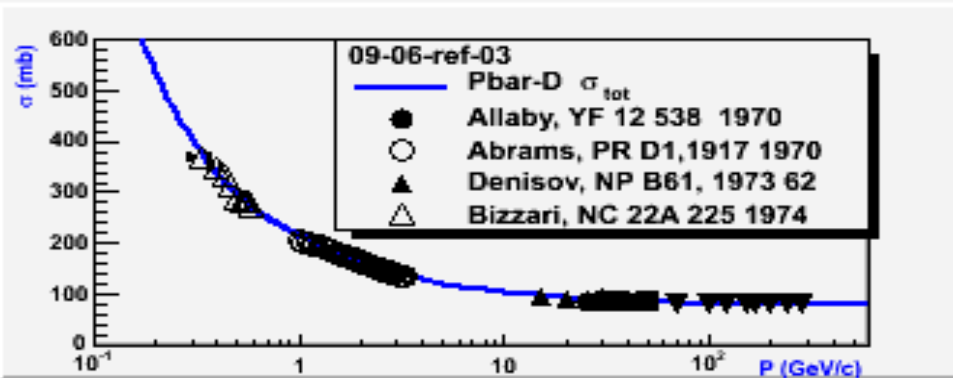 600
σ (mb)
500
400
300
200
100
0
09-06-ref-03
Pbar-D σ tot
Allaby, YF 12 538 1970
Abrams, PR D1,1917 1970
Denisov, NP B61, 1973 62
Bizzari, NC 22A 225 1974
10⁻¹ 1 10 10² P (GeV/c)